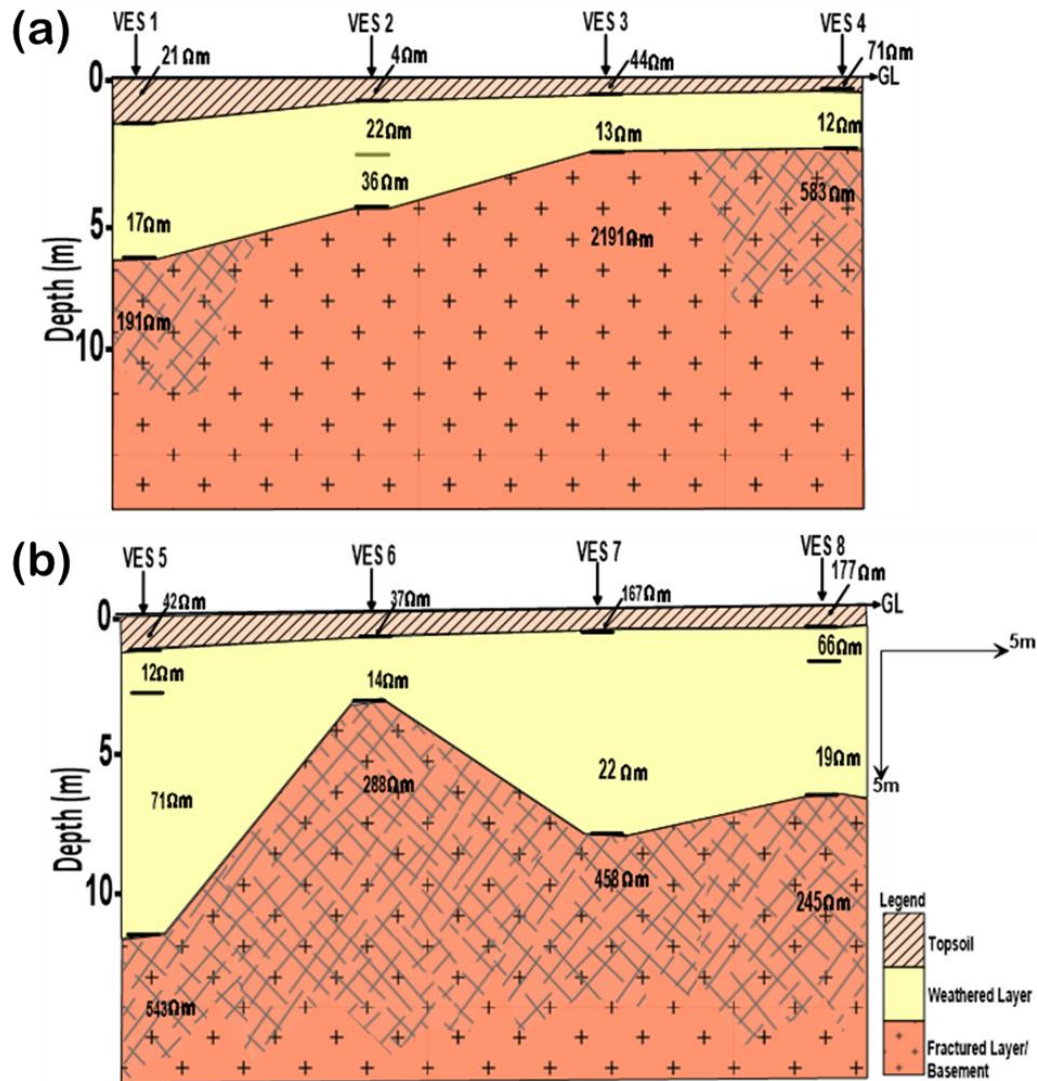 (a)
VES 1 VES 2 VES 3 VES 4
21 Ωm 4Ωm 44Ωm 71Ωm
0 GL
22Ωm 13Ωm 12Ωm
36Ωm 583Ωm
17Ωm 2191Ωm
5
Depth (m)
191Ωm
10
(b)
VES 5 VES 6 VES 7 VES 8
42Ωm 37Ωm 167Ωm 177Ωm
0 GL
12Ωm 14Ωm 66Ωm 5m
5
71Ωm 288Ωm 22 Ωm 19Ωm
5m
Depth (m)
10
458Ωm 245Ωm
543Ωm
Legend
Topsoil
Weathered Layer
Fractured Layer/
Basement